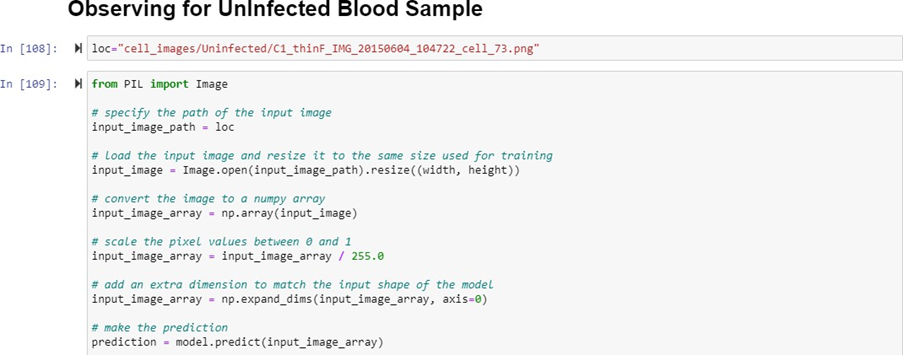 Observing for UnInfected Blood Sample
In [108]: loc="cell_images/Uninfected/C1_thinF_IMG_20150604_104722_cell_73.png"
In [109]: from PIL import Image
# specify the path of the input image
input_image_path = loc
# load the input image and resize it to the same size used for training
input_image = Image.open(input_image_path).resize((width, height))
# convert the image to a numpy array
input_image_array = np.array(input_image)
# scale the pixel values between 0 and 1
input_image_array = input_image_array / 255.0
# add an extra dimension to match the input shape of the model
input_image_array = np.expand_dims(input_image_array, axis=0)
# make the prediction
prediction = model.predict(input_image_array)